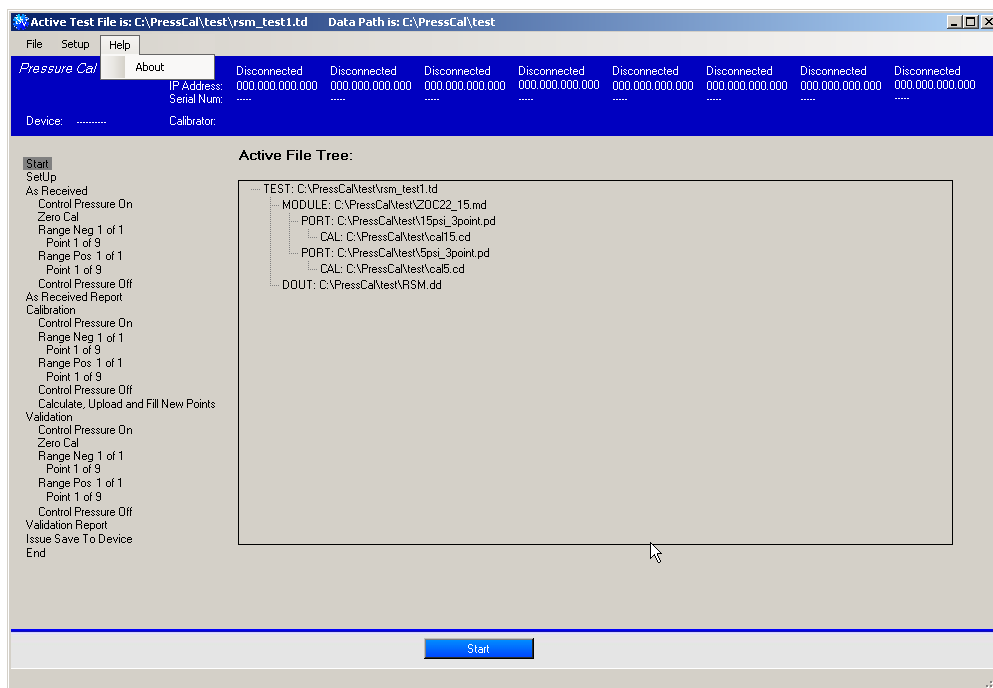 Active Test File is: C:\PressCal\test\rsm_test1.td Data Path is: C:\PressCal\test
File Setup Help
About
Pressure Cal
Disconnected Disconnected Disconnected Disconnected Disconnected Disconnected Disconnected Disconnected
IP Address: 000.000.000.000 000.000.000.000 000.000.000.000 000.000.000.000 000.000.000.000 000.000.000.000 000.000.000.000 000.000.000.000
Serial Num: ----- ----- ----- ----- ----- ----- ----- -----
Device: ---------- Calibrator:
Start
SetUp
As Received
Control Pressure On
Zero Cal
Range Neg 1 of 1
Point 1 of 9
Range Pos 1 of 1
Point 1 of 9
Control Pressure Off
As Received Report
Calibration
Control Pressure On
Range Neg 1 of 1
Point 1 of 9
Range Pos 1 of 1
Point 1 of 9
Control Pressure Off
Calculate, Upload and Fill New Points
Validation
Control Pressure On
Zero Cal
Range Neg 1 of 1
Point 1 of 9
Range Pos 1 of 1
Point 1 of 9
Control Pressure Off
Validation Report
Issue Save To Device
End
Active File Tree:
TEST: C:\PressCal\test\rsm_test1.td
MODULE: C:\PressCal\test\ZOC22_15.md
PORT: C:\PressCal\test\15psi_3point.pd
CAL: C:\PressCal\test\cal15.cd
PORT: C:\PressCal\test\5psi_3point.pd
CAL: C:\PressCal\test\cal5.cd
DOUT: C:\PressCal\test\RSM.dd
Start